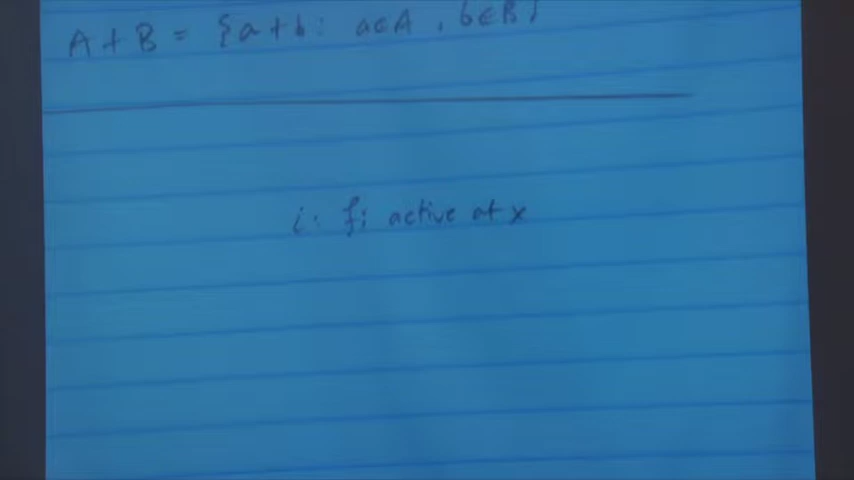 A + B = {a + b : a ∈ A , b ∈ B}
i : fi active at x